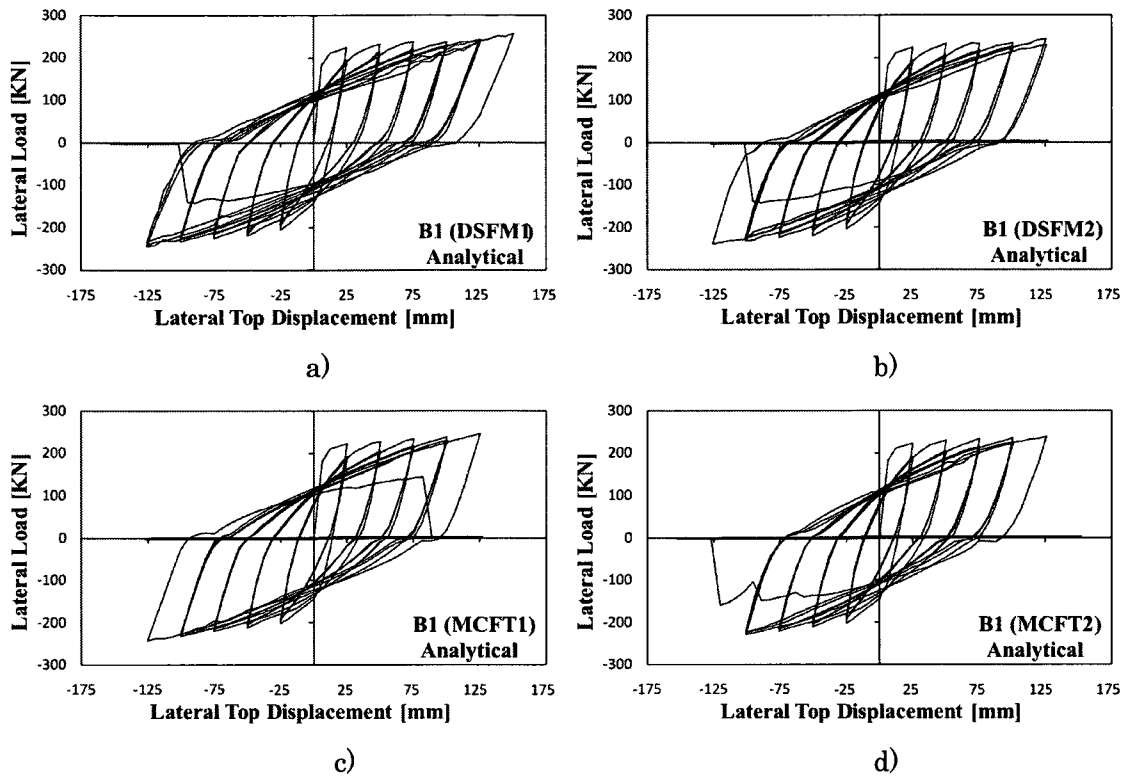 300
200
100
0
-100
-200
-300
Lateral Load [KN]
B1 (DSFM1)
Analytical
-175 -125 -75 -25 25 75 125 175
Lateral Top Displacement [mm]
a)
300
200
100
0
-100
-200
-300
Lateral Load [KN]
B1 (DSFM2)
Analytical
-175 -125 -75 -25 25 75 125 175
Lateral Top Displacement [mm]
b)
300
200
100
0
-100
-200
-300
Lateral Load [KN]
B1 (MCFT1)
Analytical
-175 -125 -75 -25 25 75 125 175
Lateral Top Displacement [mm]
c)
300
200
100
0
-100
-200
-300
Lateral Load [KN]
B1 (MCFT2)
Analytical
-175 -125 -75 -25 25 75 125 175
Lateral Top Displacement [mm]
d)